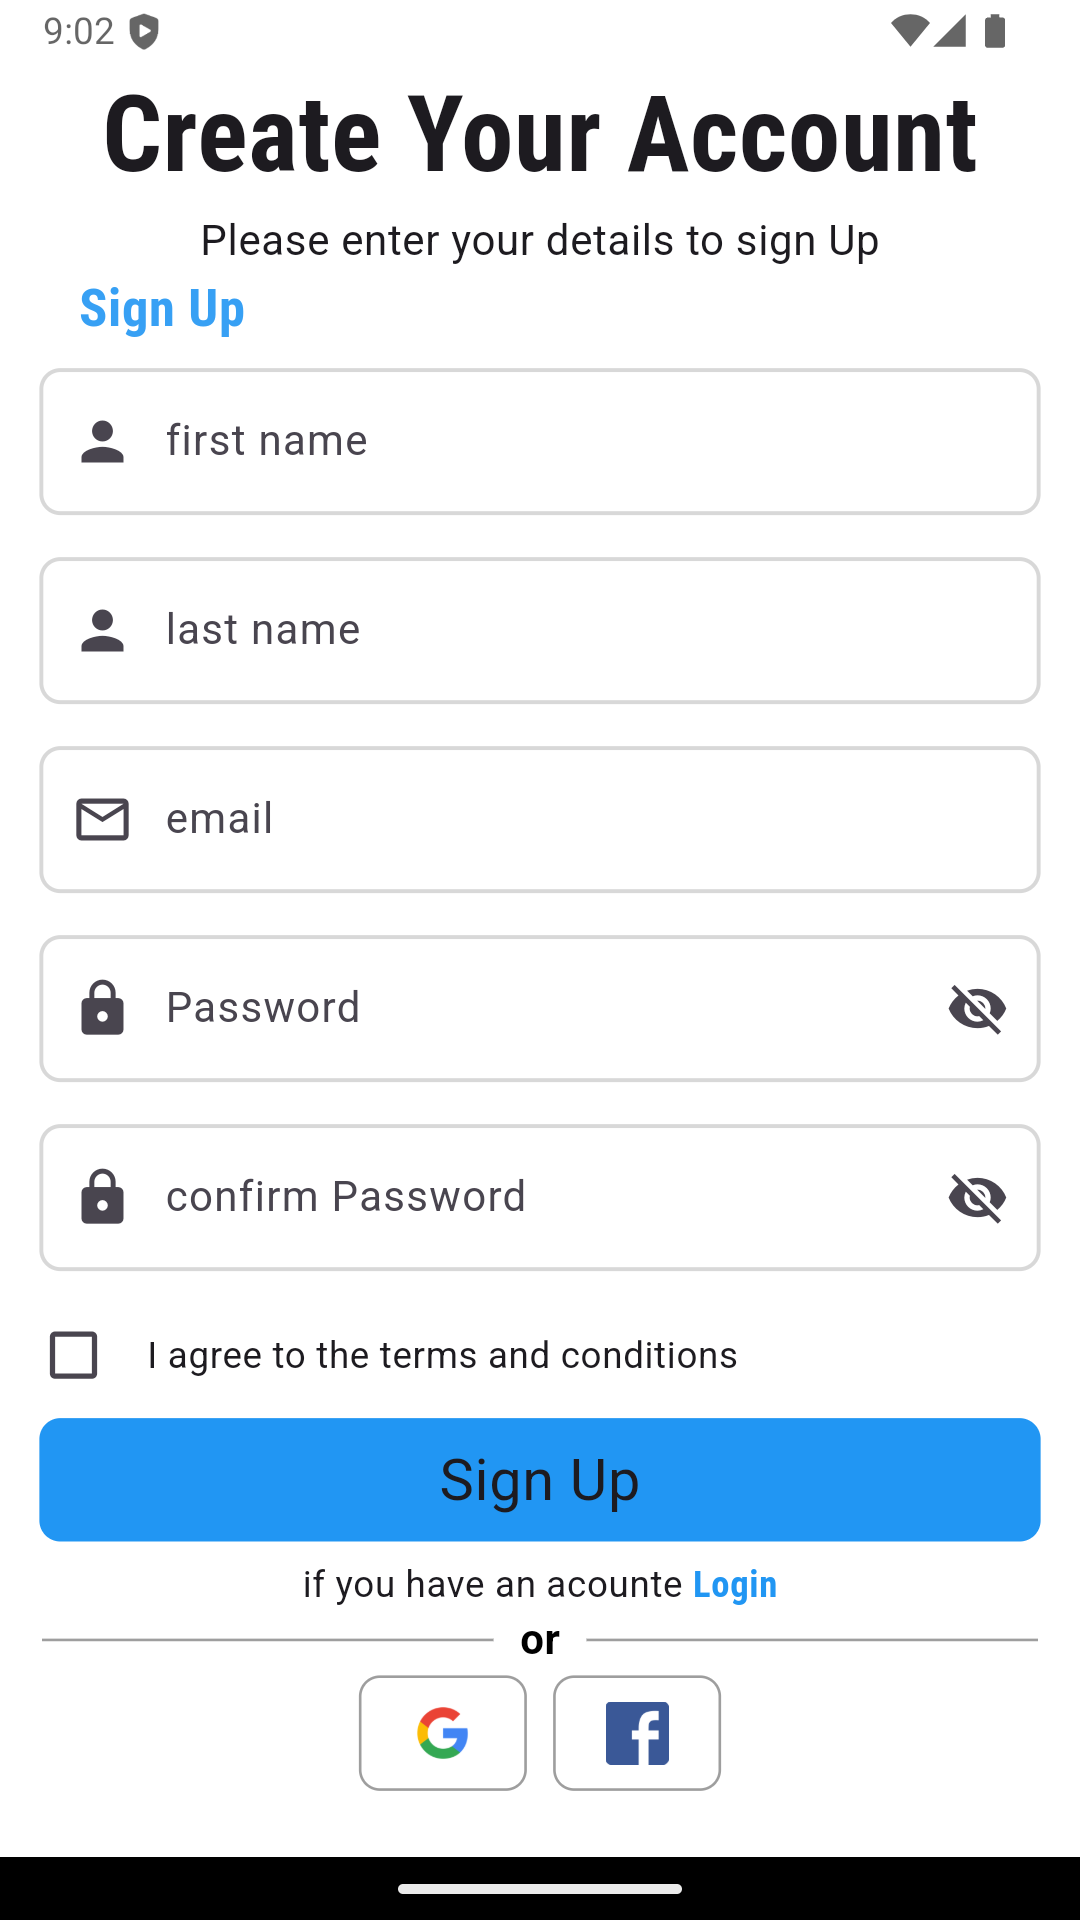 9:02
Create Your Account
Please enter your details to sign Up
Sign Up
first name
last name
email
Password
confirm Password
I agree to the terms and conditions
Sign Up
if you have an acounte Login
or